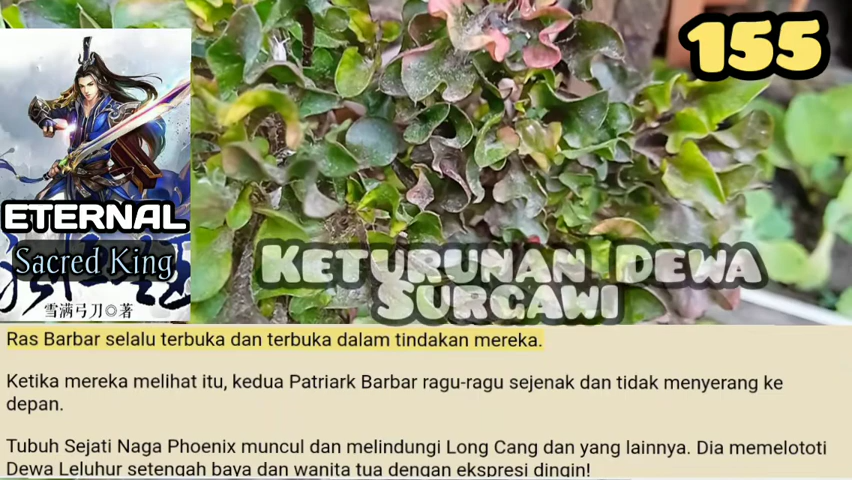 155
ETERNAL
Sacred King
雪满弓刀◎著
KETURUNAN DEWA
SURGAWI
Ras Barbar selalu terbuka dan terbuka dalam tindakan mereka.
Ketika mereka melihat itu, kedua Patriark Barbar ragu-ragu sejenak dan tidak menyerang ke
depan.
Tubuh Sejati Naga Phoenix muncul dan melindungi Long Cang dan yang lainnya. Dia memelototi
Dewa Leluhur setengah baya dan wanita tua dengan ekspresi dingin!